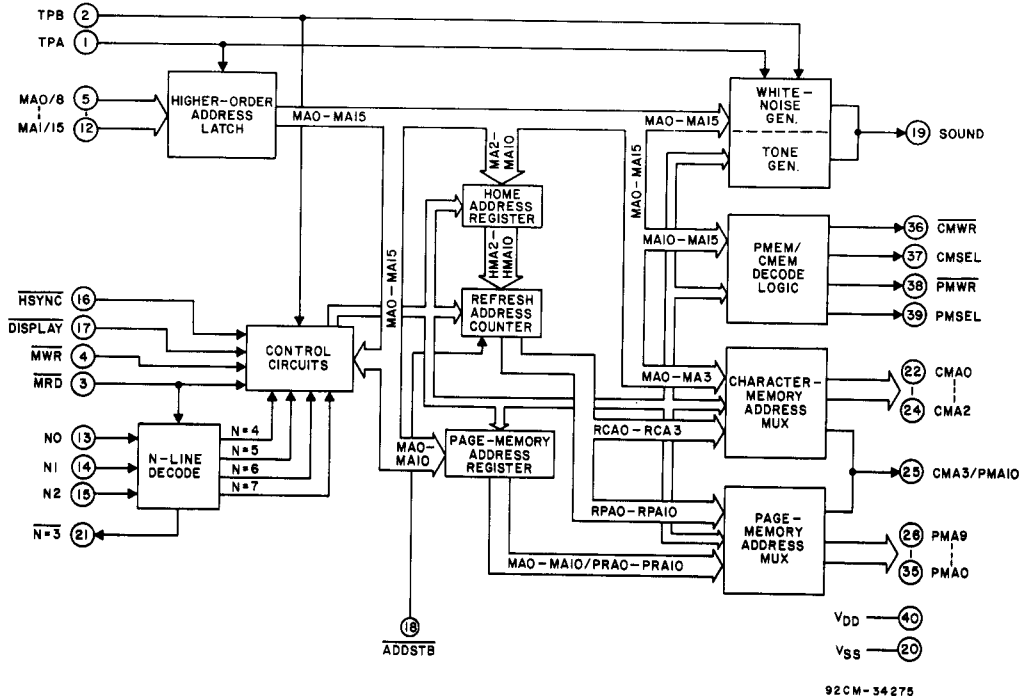 TPB 2
TPA 1
MA0/8 5
MA1/15 12
HIGHER-ORDER
ADDRESS
LATCH
MA0-MA15
MA0-MA15
MA2-
MA10
MA0-MA15
MA0-MA15
WHITE-
NOISE
GEN.
TONE
GEN.
19 SOUND
HOME
ADDRESS
REGISTER
HMA2-
HMA10
REFRESH
ADDRESS
COUNTER
MA10-MA15
PMEM/
CMEM
DECODE
LOGIC
36 CMWR
37 CMSEL
38 PMWR
39 PMSEL
HSYNC 16
DISPLAY 17
MWR 4
MRD 3
CONTROL
CIRCUITS
N0 13
N1 14
N2 15
N=3 21
N-LINE
DECODE
N=4
N=5
N=6
N=7
MA0-
MA10
PAGE-MEMORY
ADDRESS
REGISTER
MA0-MA3
RCA0-RCA3
CHARACTER-
MEMORY
ADDRESS
MUX
22 CMA0
24 CMA2
25 CMA3/PMA10
RPA0-RPA10
MA0-MA10/PRA0-PRA10
PAGE-
MEMORY
ADDRESS
MUX
26 PMA9
35 PMA0
18
ADDSTB
VDD 40
VSS 20
92CM-34275